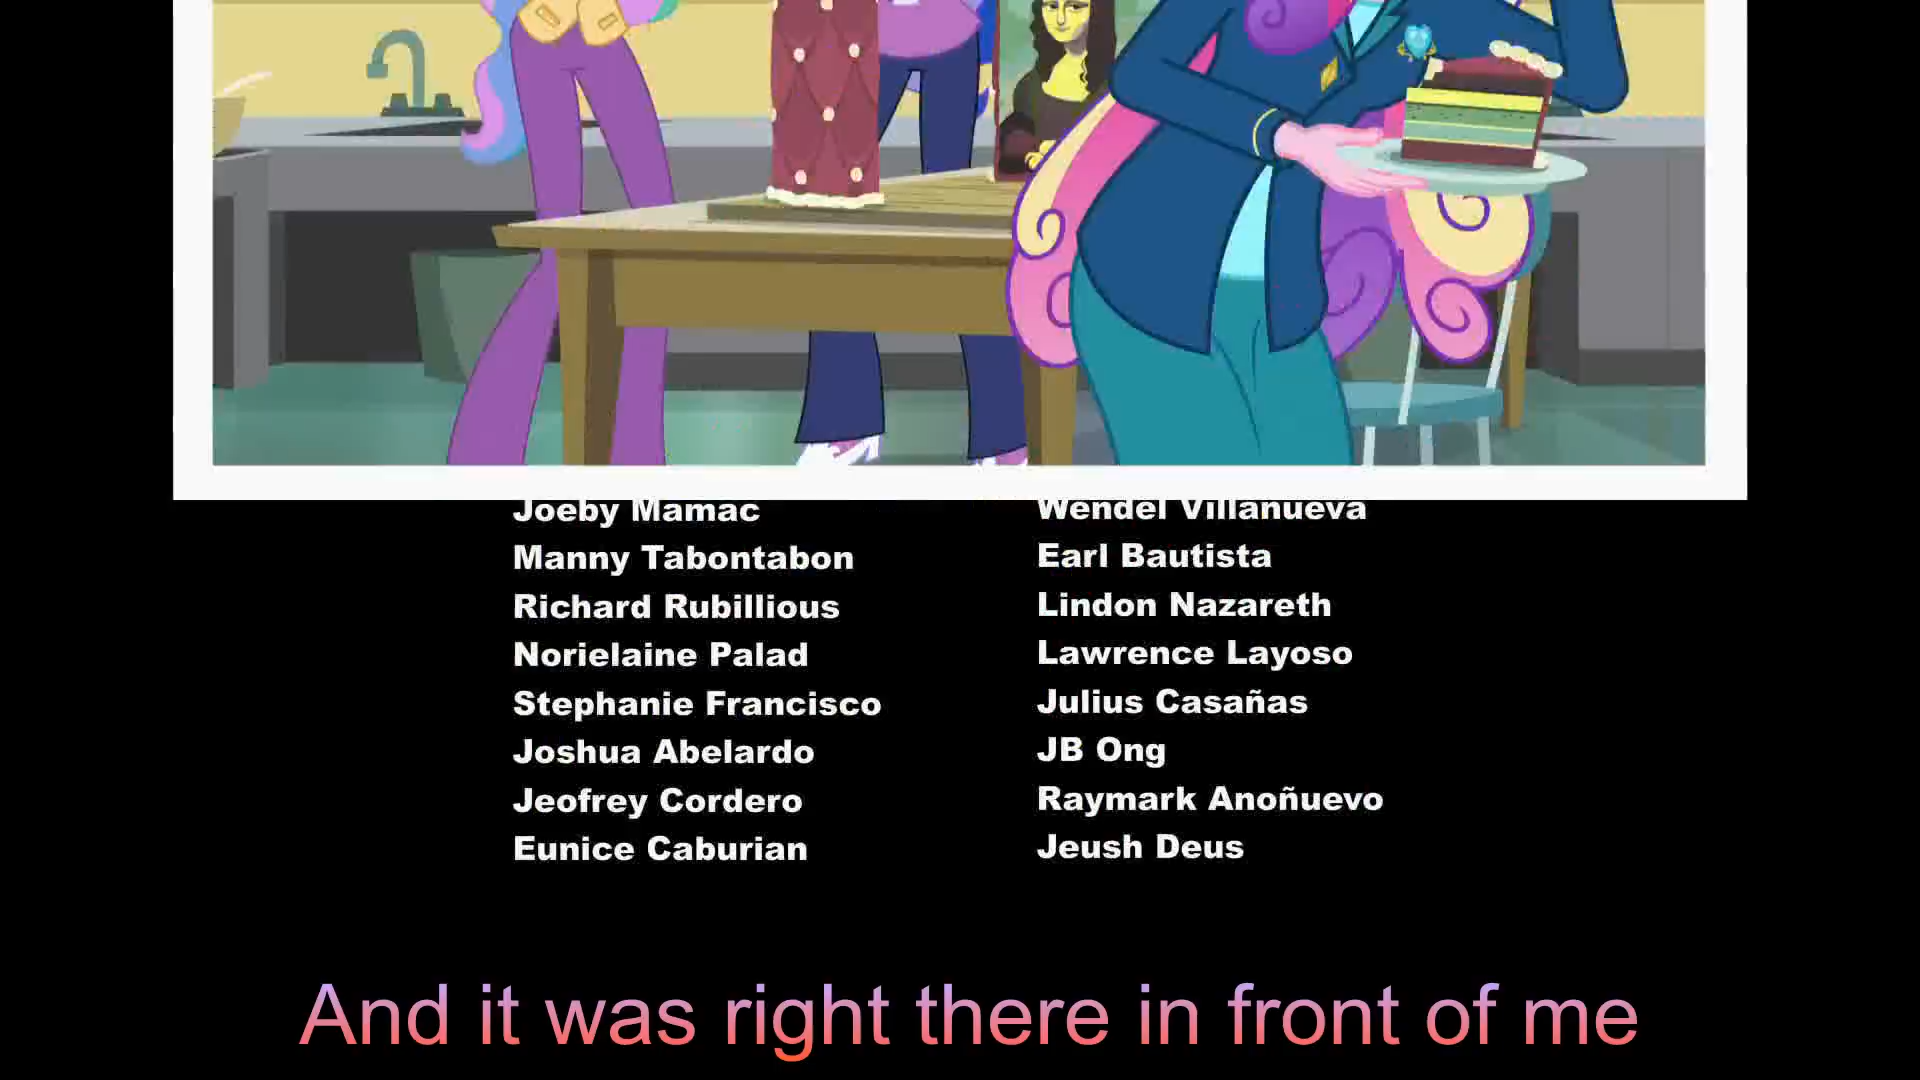 Joeby Mamac
Manny Tabontabon
Richard Rubillious
Norielaine Palad
Stephanie Francisco
Joshua Abelardo
Jeofrey Cordero
Eunice Caburian
Wendel Villanueva
Earl Bautista
Lindon Nazareth
Lawrence Layoso
Julius Casañas
JB Ong
Raymark Anoñuevo
Jeush Deus
And it was right there in front of me